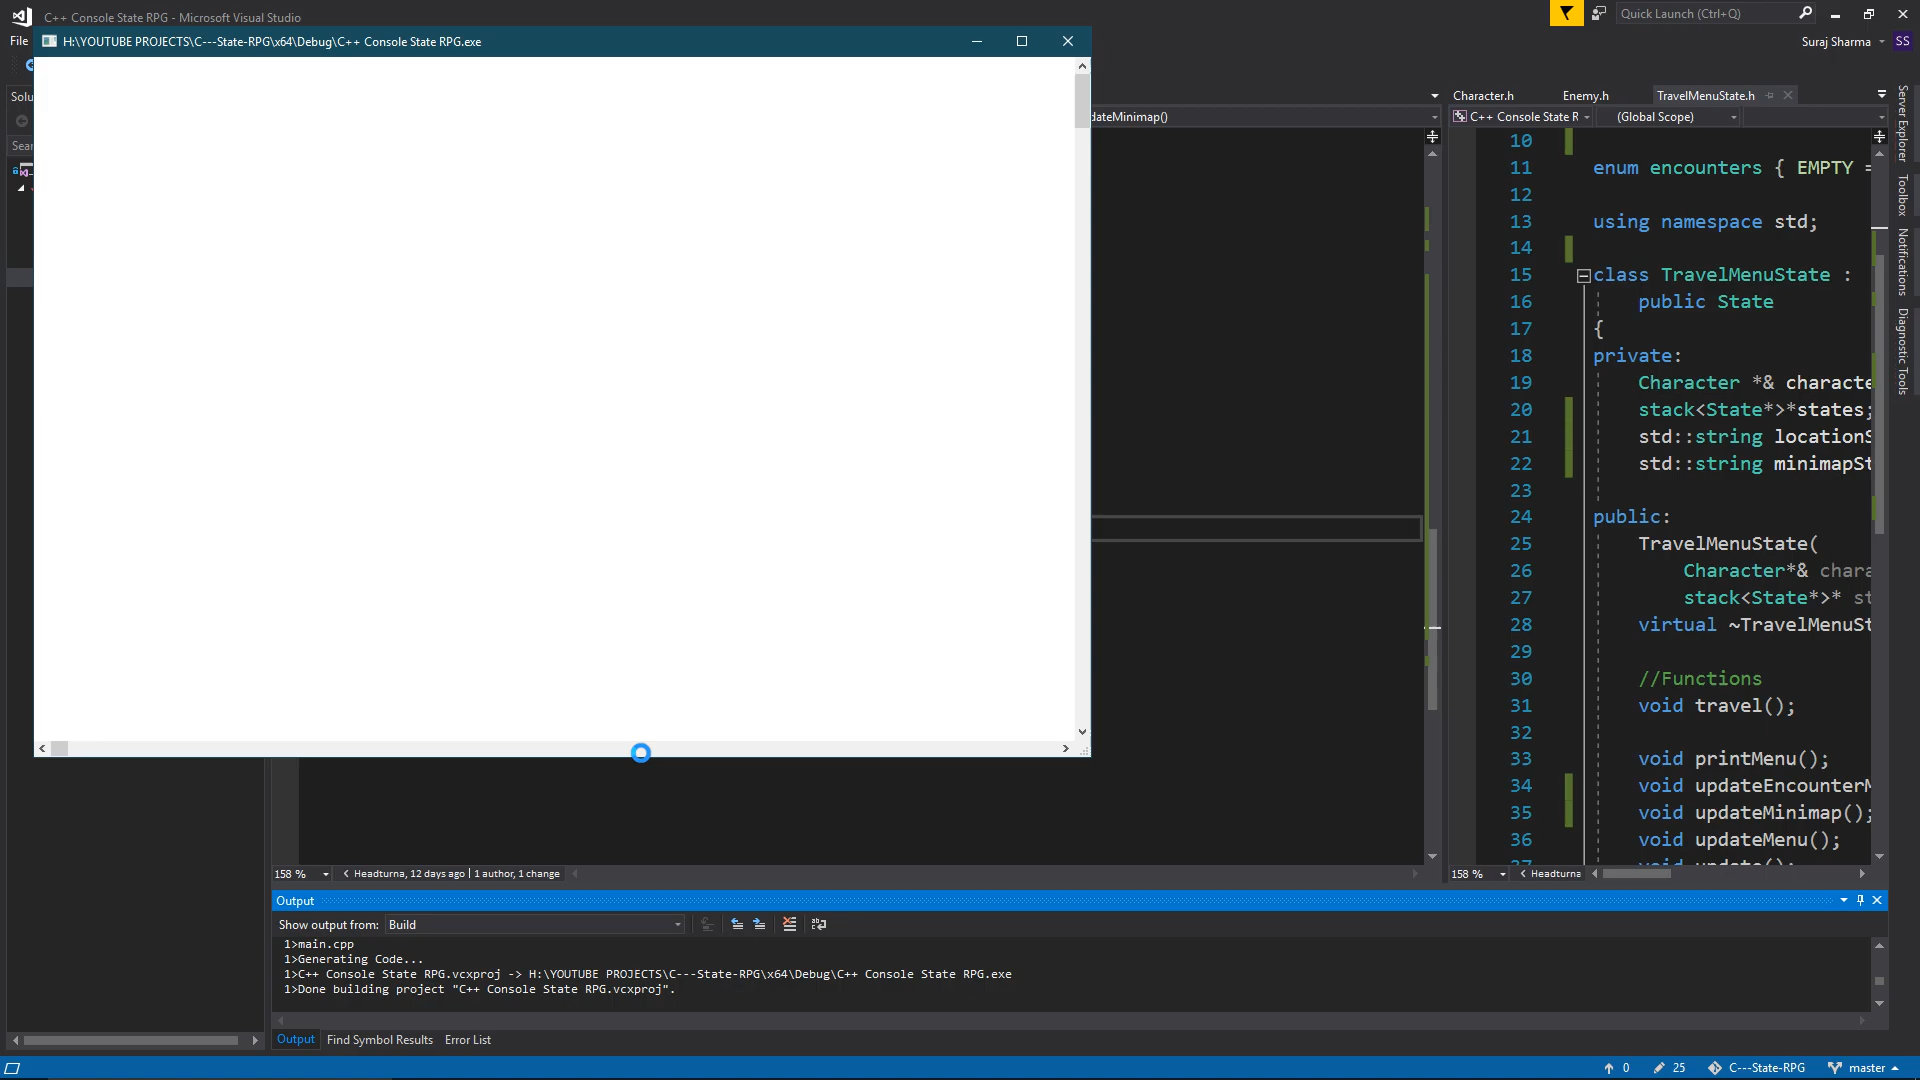 C++ Console State RPG - Microsoft Visual Studio
Quick Launch (Ctrl+Q)
File
H:\YOUTUBE PROJECTS\C---State-RPG\x64\Debug\C++ Console State RPG.exe
Suraj Sharma
SS
Solu
Sear
dateMinimap()
Character.h
Enemy.h
TravelMenuState.h
C++ Console State R
(Global Scope)
10
11 enum encounters { EMPTY =
12
13 using namespace std;
14
15 class TravelMenuState :
16 public State
17 {
18 private:
19 Character *& characte
20 stack<State*>*states;
21 std::string locationS
22 std::string minimapSt
23
24 public:
25 TravelMenuState(
26 Character*& chara
27 stack<State*>* st
28 virtual ~TravelMenuSt
29
30 //Functions
31 void travel();
32
33 void printMenu();
34 void updateEncounterM
35 void updateMinimap();
36 void updateMenu();
37 void update();
Server Explorer
Toolbox
Notifications
Diagnostic Tools
158 %
Headturna, 12 days ago | 1 author, 1 change
158 %
Headturna
Output
Show output from: Build
1>main.cpp
1>Generating Code...
1>C++ Console State RPG.vcxproj -> H:\YOUTUBE PROJECTS\C---State-RPG\x64\Debug\C++ Console State RPG.exe
1>Done building project "C++ Console State RPG.vcxproj".
Output
Find Symbol Results
Error List
0
25
C---State-RPG
master